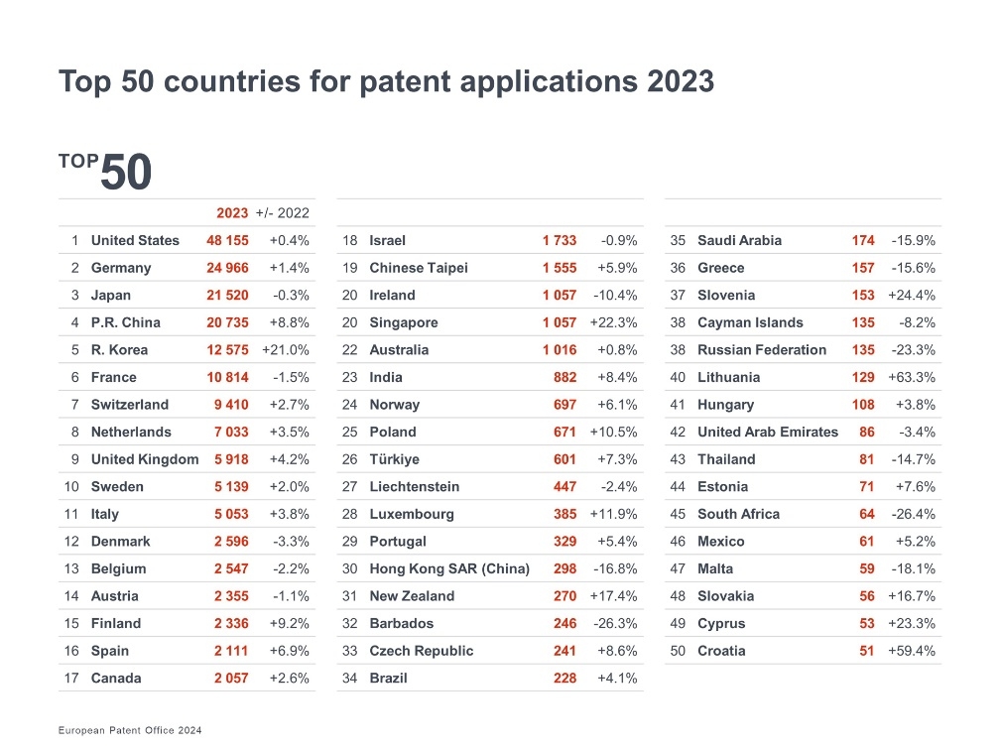 Top 50 countries for patent applications 2023
TOP50
2023 +/- 2022
1 United States 48 155 +0.4%
2 Germany 24 966 +1.4%
3 Japan 21 520 -0.3%
4 P.R. China 20 735 +8.8%
5 R. Korea 12 575 +21.0%
6 France 10 814 -1.5%
7 Switzerland 9 410 +2.7%
8 Netherlands 7 033 +3.5%
9 United Kingdom 5 918 +4.2%
10 Sweden 5 139 +2.0%
11 Italy 5 053 +3.8%
12 Denmark 2 596 -3.3%
13 Belgium 2 547 -2.2%
14 Austria 2 355 -1.1%
15 Finland 2 336 +9.2%
16 Spain 2 111 +6.9%
17 Canada 2 057 +2.6%
18 Israel 1 733 -0.9%
19 Chinese Taipei 1 555 +5.9%
20 Ireland 1 057 -10.4%
20 Singapore 1 057 +22.3%
22 Australia 1 016 +0.8%
23 India 882 +8.4%
24 Norway 697 +6.1%
25 Poland 671 +10.5%
26 Türkiye 601 +7.3%
27 Liechtenstein 447 -2.4%
28 Luxembourg 385 +11.9%
29 Portugal 329 +5.4%
30 Hong Kong SAR (China) 298 -16.8%
31 New Zealand 270 +17.4%
32 Barbados 246 -26.3%
33 Czech Republic 241 +8.6%
34 Brazil 228 +4.1%
35 Saudi Arabia 174 -15.9%
36 Greece 157 -15.6%
37 Slovenia 153 +24.4%
38 Cayman Islands 135 -8.2%
38 Russian Federation 135 -23.3%
40 Lithuania 129 +63.3%
41 Hungary 108 +3.8%
42 United Arab Emirates 86 -3.4%
43 Thailand 81 -14.7%
44 Estonia 71 +7.6%
45 South Africa 64 -26.4%
46 Mexico 61 +5.2%
47 Malta 59 -18.1%
48 Slovakia 56 +16.7%
49 Cyprus 53 +23.3%
50 Croatia 51 +59.4%
European Patent Office 2024